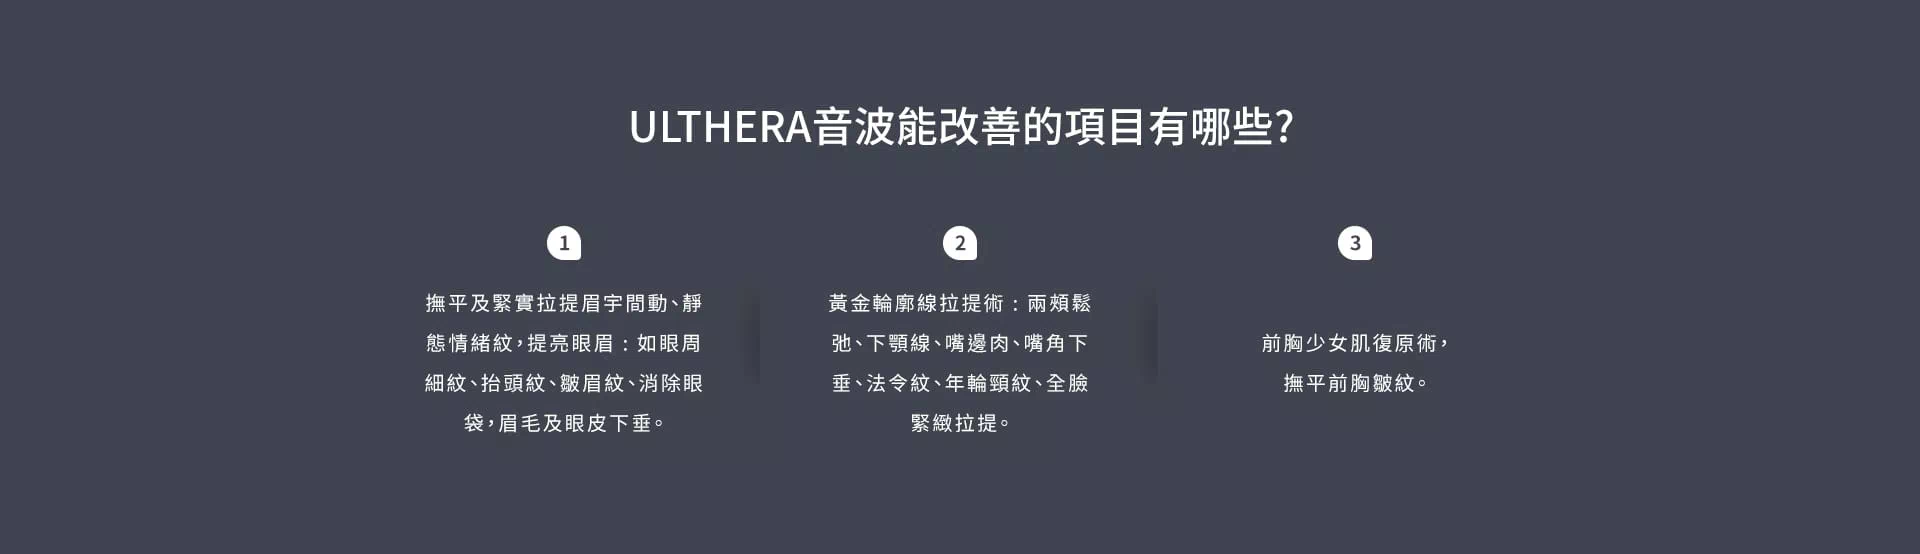 ULTHERA音波能改善的項目有哪些?
1
撫平及緊實拉提眉宇間動、靜
態情緒紋，提亮眼眉：如眼周
細紋、抬頭紋、皺眉紋、消除眼
袋，眉毛及眼皮下垂。
2
黃金輪廓線拉提術：兩頰鬆
弛、下顎線、嘴邊肉、嘴角下
垂、法令紋、年輪頸紋、全臉
緊緻拉提。
3
前胸少女肌復原術，
撫平前胸皺紋。